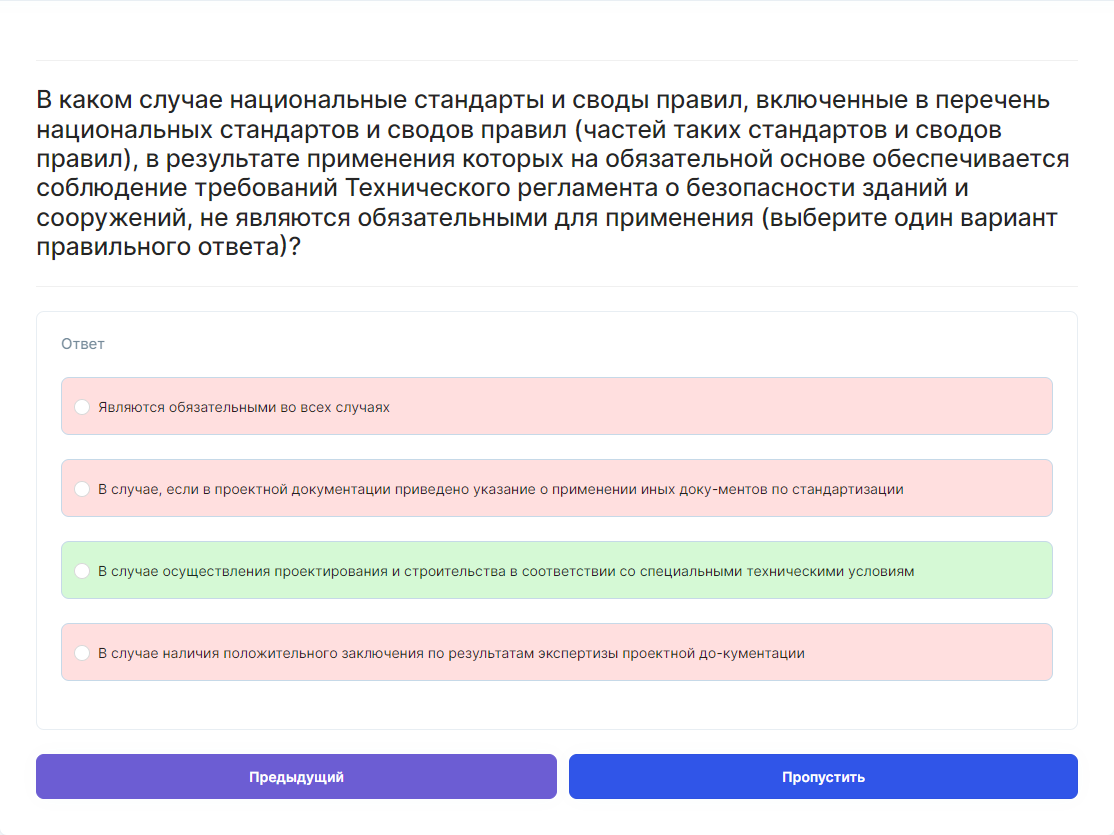 В каком случае национальные стандарты и своды правил, включенные в перечень
национальных стандартов и сводов правил (частей таких стандартов и сводов
правил), в результате применения которых на обязательной основе обеспечивается
соблюдение требований Технического регламента о безопасности зданий и
сооружений, не являются обязательными для применения (выберите один вариант
правильного ответа)?
Ответ
Являются обязательными во всех случаях
В случае, если в проектной документации приведено указание о применении иных доку-ментов по стандартизации
В случае осуществления проектирования и строительства в соответствии со специальными техническими условиям
В случае наличия положительного заключения по результатам экспертизы проектной до-кументации
Предыдущий
Пропустить